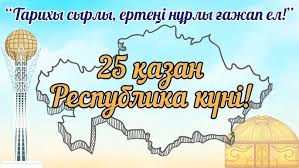 “Тарихы сырлы, ертеңі нұрлы ғажап ел!”
25 қазан
Республика күні!